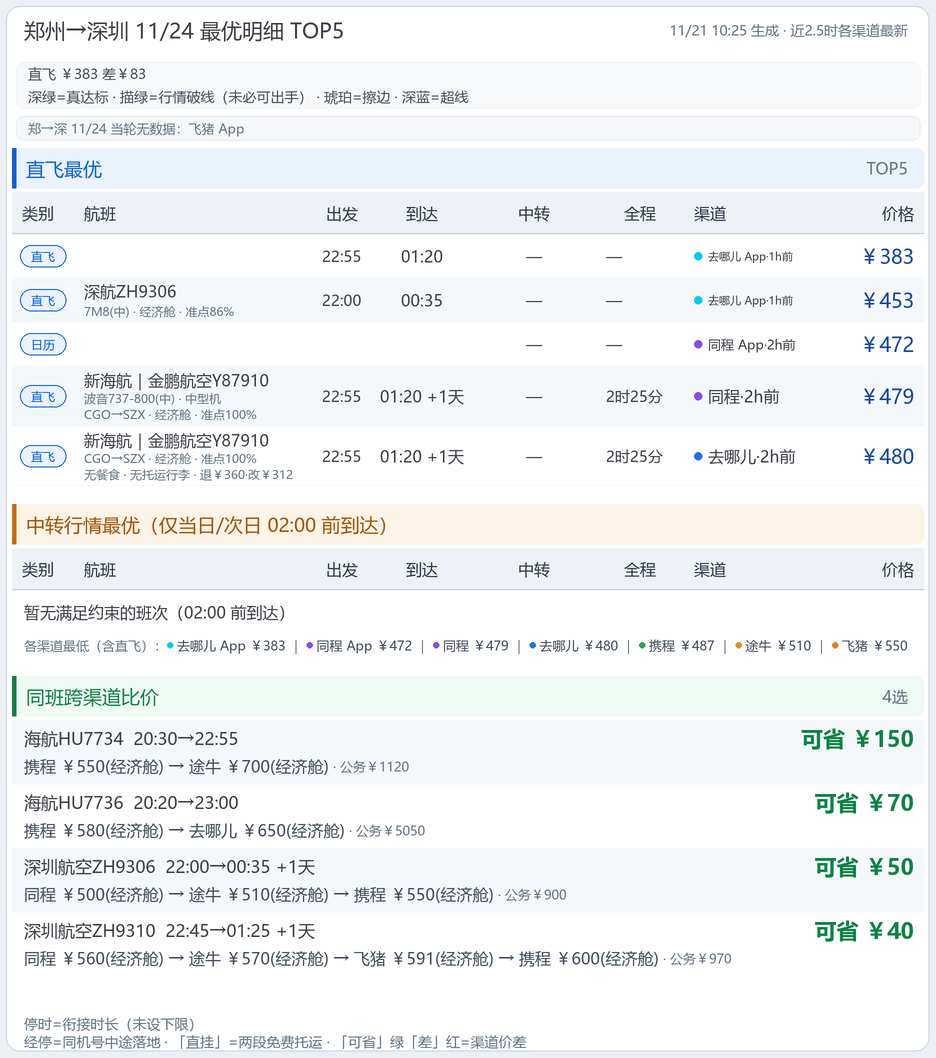 郑州→深圳 11/24 最优明细 TOP5
11/21 10:25 生成 · 近2.5时各渠道最新
直飞 ￥383 差￥83
深绿=真达标 · 描绿=行情破线（未必可出手） · 琥珀=擦边 · 深蓝=超线
郑→深 11/24 当轮无数据：飞猪 App
直飞最优 TOP5
类别 航班 出发 到达 中转 全程 渠道 价格
直飞 22:55 01:20 — — 去哪儿 App·1h前 ￥383
直飞 深航ZH9306 22:00 00:35 — — 去哪儿 App·1h前 ￥453
7M8(中) · 经济舱 · 准点86%
日历 — — 同程 App·2h前 ￥472
直飞 新海航｜金鹏航空Y87910 22:55 01:20 +1天 — 2时25分 同程·2h前 ￥479
波音737-800(中) · 中型机
CGO→SZX · 经济舱 · 准点100%
直飞 新海航｜金鹏航空Y87910 22:55 01:20 +1天 — 2时25分 去哪儿·2h前 ￥480
CGO→SZX · 经济舱 · 准点100%
无餐食 · 无托运行李 · 退￥360·改￥312
中转行情最优（仅当日/次日 02:00 前到达）
类别 航班 出发 到达 中转 全程 渠道 价格
暂无满足约束的班次（02:00 前到达）
各渠道最低（含直飞）: 去哪儿 App ￥383 | 同程 App ￥472 | 同程 ￥479 | 去哪儿 ￥480 | 携程 ￥487 | 途牛 ￥510 | 飞猪 ￥550
同班跨渠道比价 4选
海航HU7734 20:30→22:55 可省 ￥150
携程 ￥550(经济舱) → 途牛 ￥700(经济舱) · 公务￥1120
海航HU7736 20:20→23:00 可省 ￥70
携程 ￥580(经济舱) → 去哪儿 ￥650(经济舱) · 公务￥5050
深圳航空ZH9306 22:00→00:35 +1天 可省 ￥50
同程 ￥500(经济舱) → 途牛 ￥510(经济舱) → 携程 ￥550(经济舱) · 公务￥900
深圳航空ZH9310 22:45→01:25 +1天 可省 ￥40
同程 ￥560(经济舱) → 途牛 ￥570(经济舱) → 飞猪 ￥591(经济舱) → 携程 ￥600(经济舱) · 公务￥970
停时=衔接时长（未设下限）
经停=同机号中途落地 · 「直挂」=两段免费托运 · 「可省」绿「差」红=渠道价差